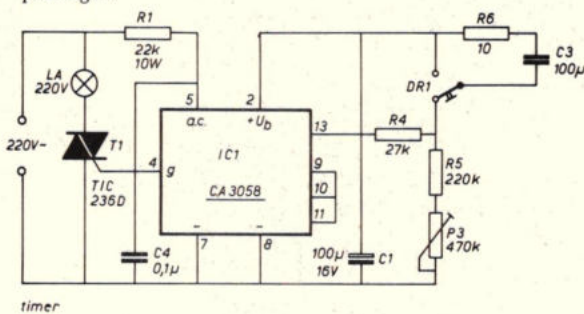 R1
22k
10W
R6
10
C3
100µ
LA
220V
DR1
5
2
a.c.
+Ub
13
R4
27k
220V~
T1
4
g
IC1
9
R5
220k
TIC
236D
CA3058
10
11
P3
470k
C4
0,1µ
7
8
100µ
16V
C1
timer